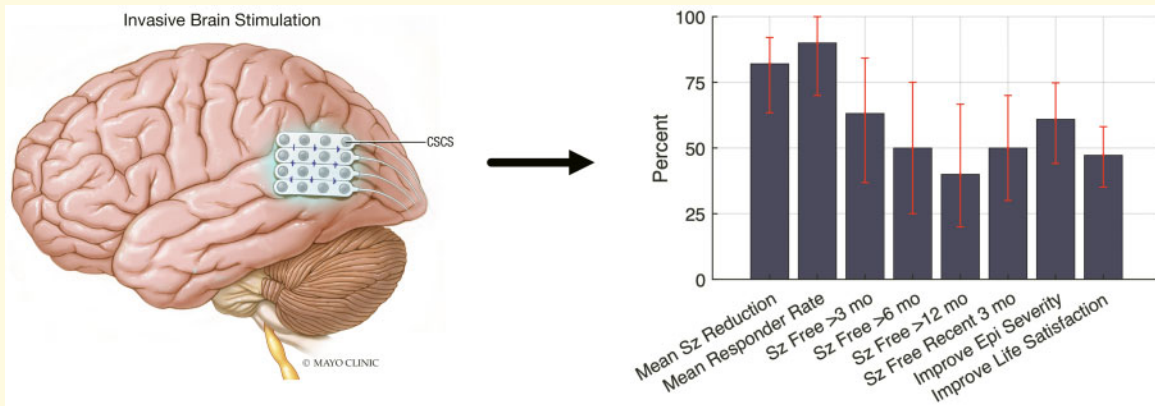 Invasive Brain Stimulation
CSCS
© MAYO CLINIC
Percent
100
75
50
25
0
Mean Sz Reduction
Mean Responder Rate
Sz Free >3 mo
Sz Free >6 mo
Sz Free >12 mo
Sz Free Recent 3 mo
Improve Epi Severity
Improve Life Satisfaction